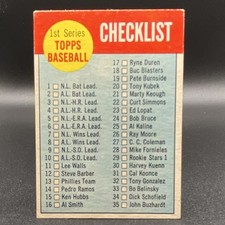 1st Series
TOPPS
BASEBALL
CHECKLIST
1 N.L. Bat Lead.
2 A.L. Bat Lead.
3 N.L.-H.R. Lead.
4 A.L.-H.R. Lead.
5 N.L.-E.R.A. Lead.
6 A.L.-E.R.A. Lead.
7 N.L. Wins Lead.
8 A.L. Wins Lead.
9 N.L.-S.O. Lead.
10 A.L.-S.O. Lead.
11 Lee Walls
12 Steve Barber
13 Phillies Team
14 Pedro Ramos
15 Ken Hubbs
16 Al Smith
17 Ryne Duren
18 Buc Blasters
19 Pete Burnside
20 Tony Kubek
21 Marty Keough
22 Curt Simmons
23 Ed Lopat
24 Bob Bruce
25 Al Kaline
26 Ray Moore
27 C. C. Coleman
28 Mike Fornieles
29 Rookie Stars 1
30 Harvey Kuenn
31 Cal Koonce
32 Tony Gonzalez
33 Bo Belinsky
34 Dick Schofield
35 John Buzhardt